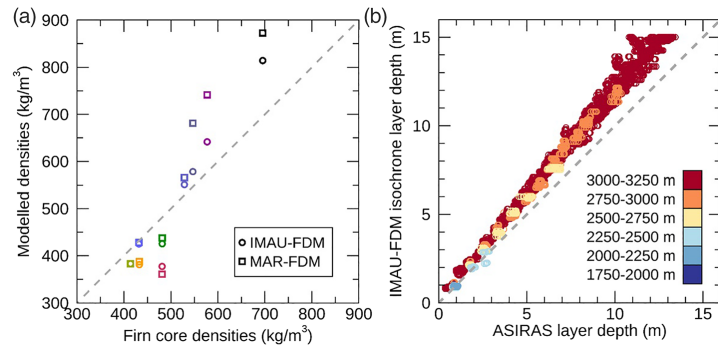 (a)
900
800
700
600
500
400
300
Modelled densities (kg/m³)
IMAU-FDM
MAR-FDM
300 400 500 600 700 800 900
Firn core densities (kg/m³)
(b)
15
10
5
0
IMAU-FDM isochrone layer depth (m)
3000-3250 m
2750-3000 m
2500-2750 m
2250-2500 m
2000-2250 m
1750-2000 m
0 5 10 15
ASIRAS layer depth (m)